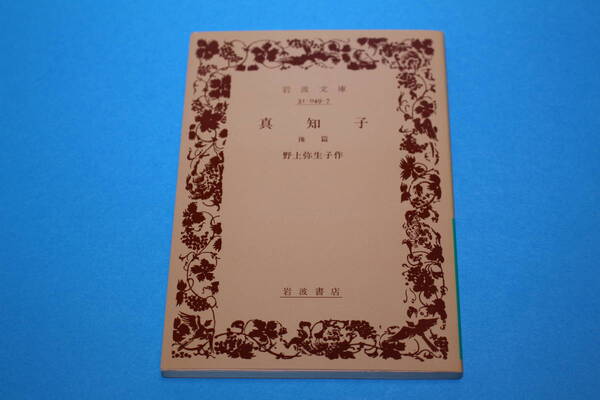 岩波文庫
31-049-7
真知子
後篇
野上弥生子作
岩波書店